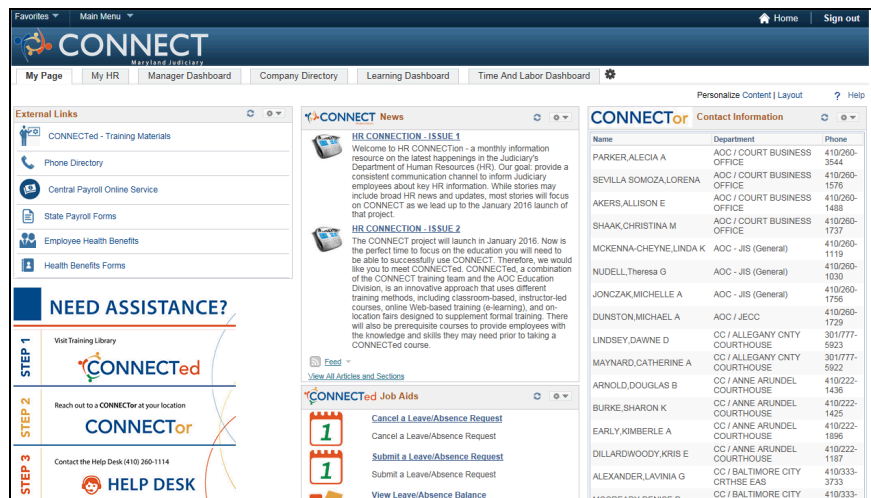 Favorites Main Menu Home Sign out
CONNECT
Maryland Judiciary
My Page My HR Manager Dashboard Company Directory Learning Dashboard Time And Labor Dashboard
Personalize Content | Layout ? Help
External Links
CONNECTed - Training Materials
Phone Directory
Central Payroll Online Service
State Payroll Forms
Employee Health Benefits
Health Benefits Forms
NEED ASSISTANCE?
STEP 1
Visit Training Library
CONNECTed
STEP 2
Reach out to a CONNECTor at your location
CONNECTor
STEP 3
Contact the Help Desk (410) 260-1114
HELP DESK
CONNECT News
HR CONNECTION - ISSUE 1
Welcome to HR CONNECTion - a monthly information
resource on the latest happenings in the Judiciary's
Department of Human Resources (HR). Our goal: provide a
consistent communication channel to inform Judiciary
employees about key HR information. While stories may
include broad HR news and updates, most stories will focus
on CONNECT as we lead up to the January 2016 launch of
that project.
HR CONNECTION - ISSUE 2
The CONNECT project will launch in January 2016. Now is
the perfect time to focus on the education you will need to
be able to successfully use CONNECT. Therefore, we would
like you to meet CONNECTed. CONNECTed, a combination
of the CONNECT training team and the AOC Education
Division, is an innovative approach that uses different
training methods, including classroom-based, instructor-led
courses, online Web-based training (e-learning), and on-
location fairs designed to supplement formal training. There
will also be prerequisite courses to provide employees with
the knowledge and skills they may need prior to taking a
CONNECTed course.
Feed
View All Articles and Sections
CONNECTed Job Aids
1
Cancel a Leave/Absence Request
Cancel a Leave/Absence Request
1
Submit a Leave/Absence Request
Submit a Leave/Absence Request
View Leave/Absence Balance
CONNECTor Contact Information
Name Department Phone
PARKER,ALECIA A AOC / COURT BUSINESS OFFICE 410/260-3544
SEVILLA SOMOZA,LORENA AOC / COURT BUSINESS OFFICE 410/260-1576
AKERS,ALLISON E AOC / COURT BUSINESS OFFICE 410/260-1488
SHAAK,CHRISTINA M AOC / COURT BUSINESS OFFICE 410/260-1737
MCKENNA-CHEYNE,LINDA K AOC - JIS (General) 410/260-1119
NUDELL,Theresa G AOC - JIS (General) 410/260-1030
JONCZAK,MICHELLE A AOC - JIS (General) 410/260-1756
DUNSTON,MICHAEL A AOC / JECC 410/260-1729
LINDSEY,DAWNE D CC / ALLEGANY CNTY COURTHOUSE 301/777-5923
MAYNARD,CATHERINE A CC / ALLEGANY CNTY COURTHOUSE 301/777-5922
ARNOLD,DOUGLAS B CC / ANNE ARUNDEL COURTHOUSE 410/222-1436
BURKE,SHARON K CC / ANNE ARUNDEL COURTHOUSE 410/222-1425
EARLY,KIMBERLE A CC / ANNE ARUNDEL COURTHOUSE 410/222-1896
DILLARDWOODY,KRIS E CC / ANNE ARUNDEL COURTHOUSE 410/222-1187
ALEXANDER,LAVINIA G CC / BALTIMORE CITY CRTHSE EAS 410/333-3733
CC / BALTIMORE CITY 410/333-